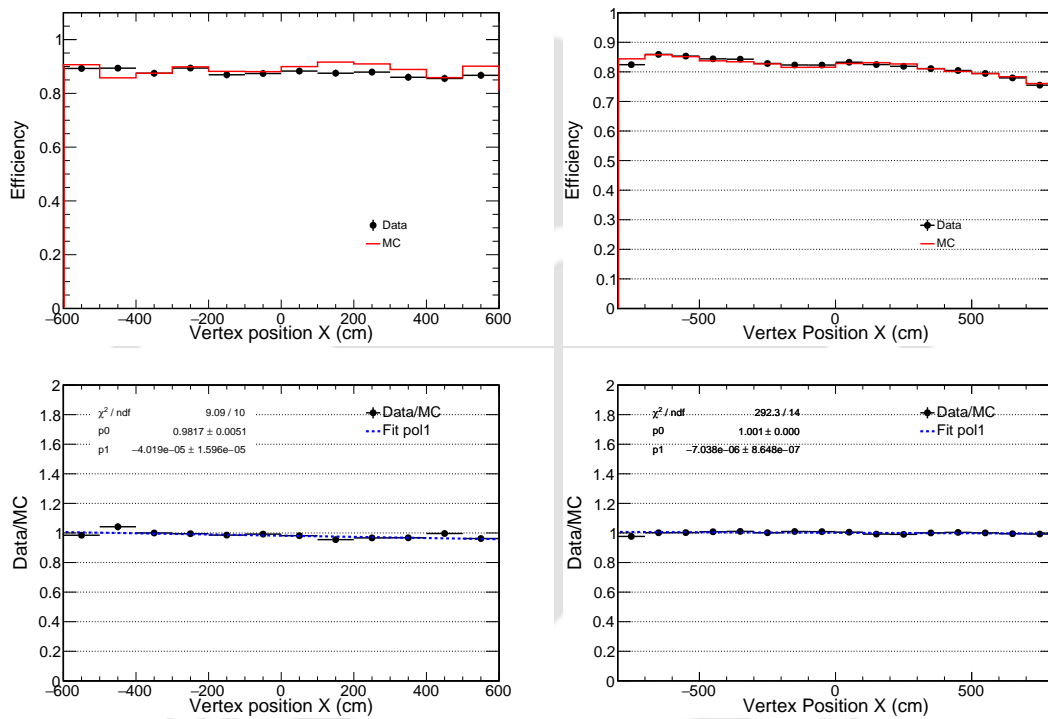 1
0.8
0.6
0.4
0.2
0
Efficiency
Data
MC
−600 −400 −200 0 200 400 600
Vertex position X (cm)
1
0.9
0.8
0.7
0.6
0.5
0.4
0.3
0.2
0.1
0
Efficiency
Data
MC
−500 0 500
Vertex Position X (cm)
2
1.8
1.6
1.4
1.2
1
0.8
0.6
0.4
0.2
0
Data/MC
χ² / ndf 9.09 / 10
p0 0.9817 ± 0.0051
p1 −4.019e−05 ± 1.596e−05
Data/MC
Fit pol1
−600 −400 −200 0 200 400 600
Vertex position X (cm)
2
1.8
1.6
1.4
1.2
1
0.8
0.6
0.4
0.2
0
Data/MC
χ² / ndf 292.3 / 14
p0 1.001 ± 0.000
p1 −7.038e−06 ± 8.648e−07
Data/MC
Fit pol1
−500 0 500
Vertex Position X (cm)